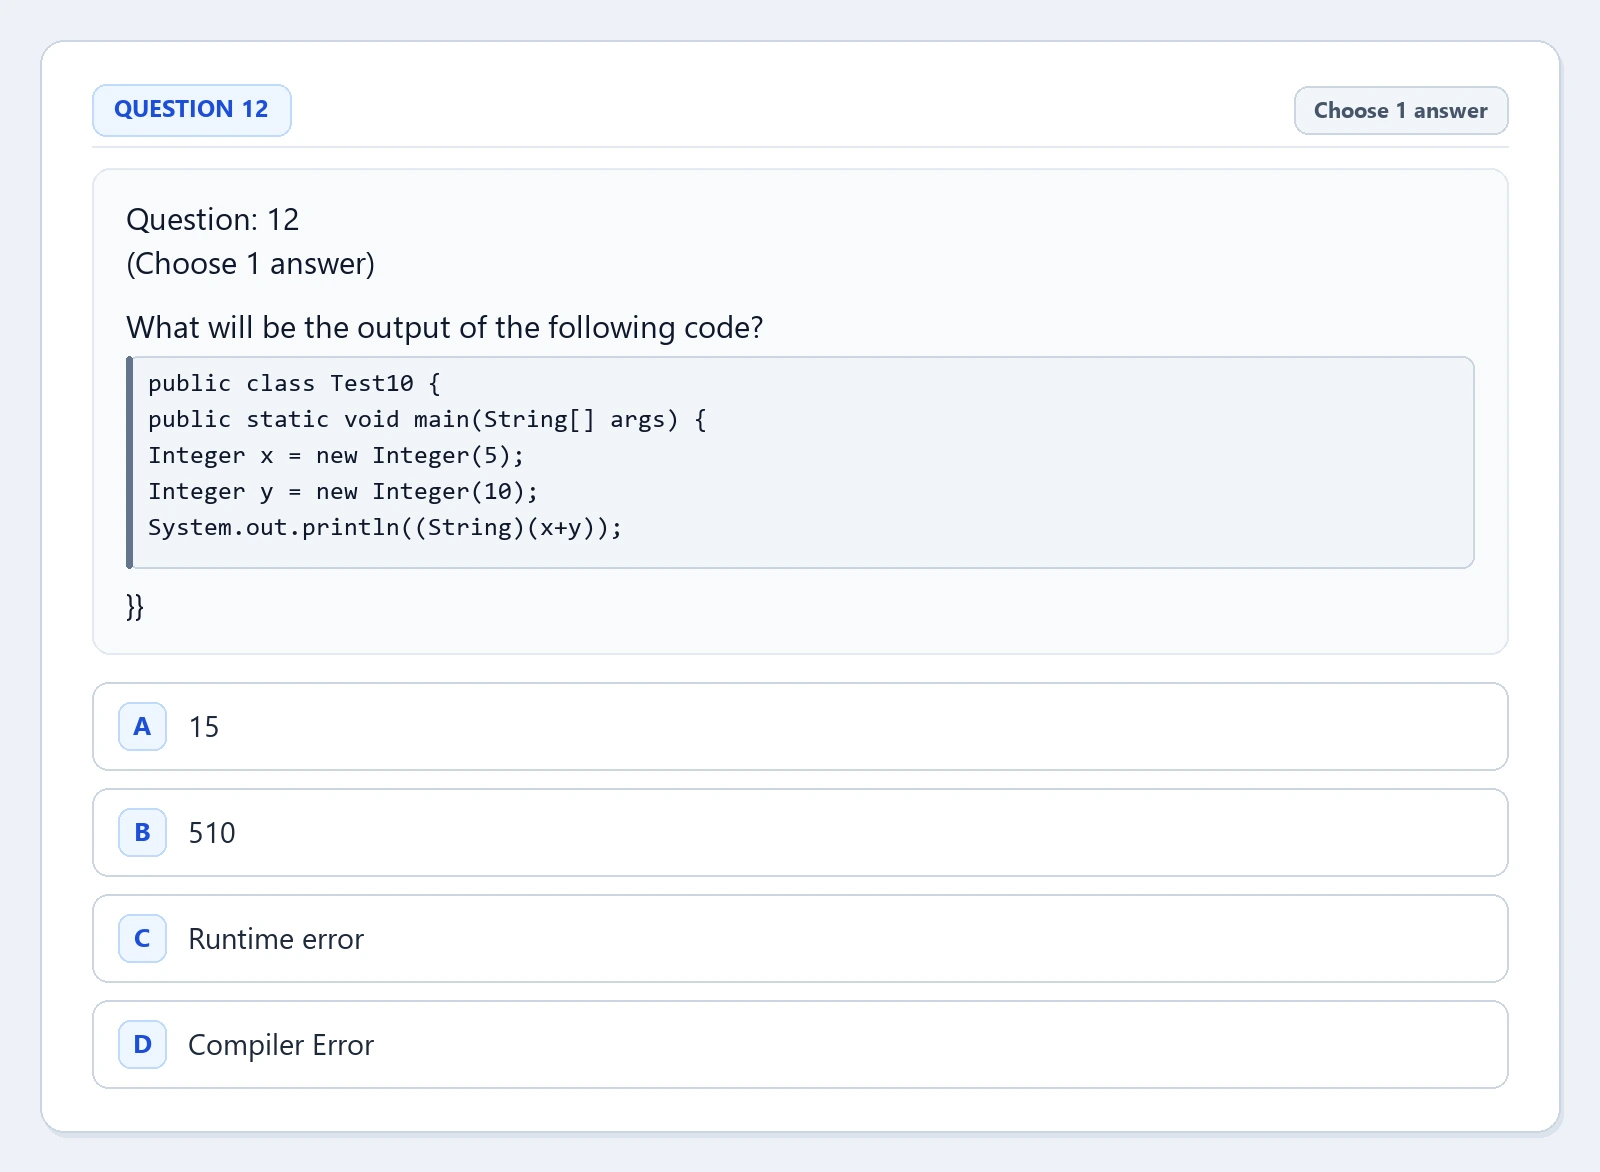 QUESTION 12
Choose 1 answer
Question: 12
(Choose 1 answer)
What will be the output of the following code?
public class Test10 {
public static void main(String[] args) {
Integer x = new Integer(5);
Integer y = new Integer(10);
System.out.println((String)(x+y));
}}
A 15
B 510
C Runtime error
D Compiler Error